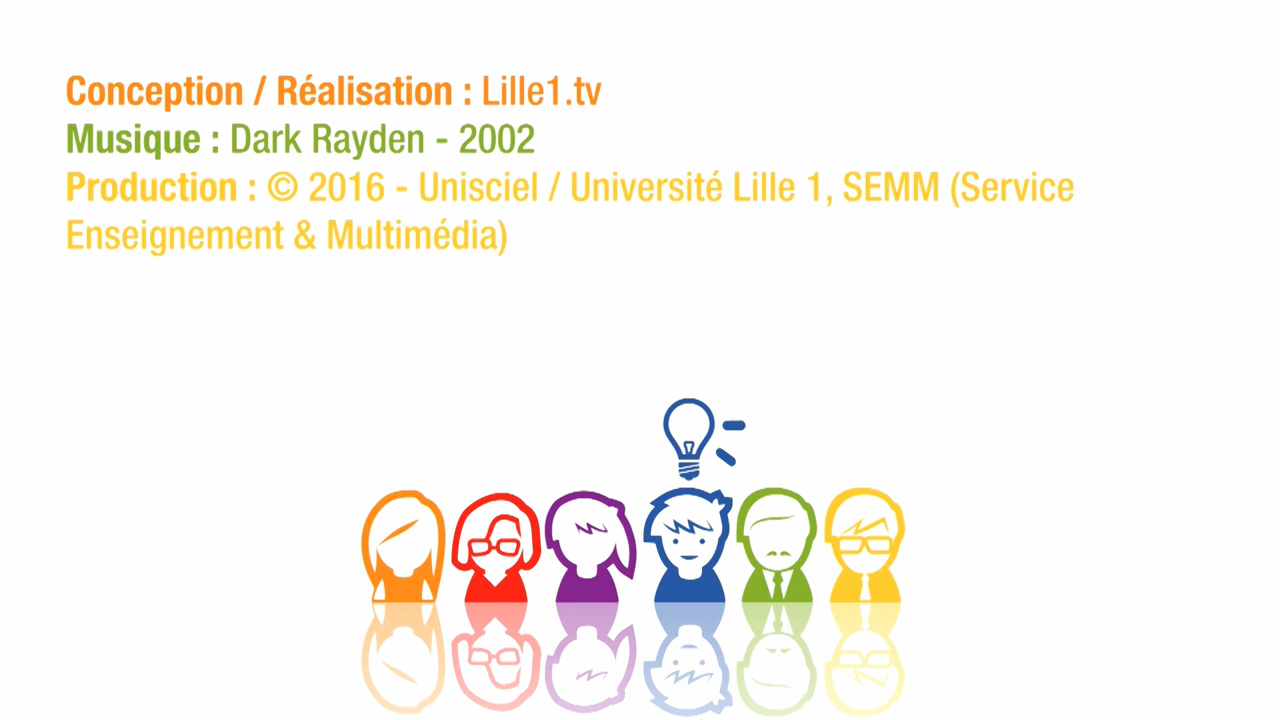 Conception / Réalisation : Lille1.tv
Musique : Dark Rayden - 2002
Production : © 2016 - Unisciel / Université Lille 1, SEMM (Service
Enseignement & Multimédia)